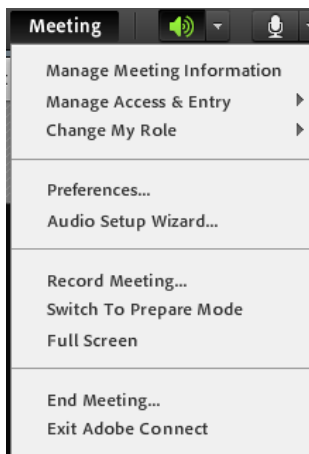 Meeting
Manage Meeting Information
Manage Access & Entry
Change My Role
Preferences...
Audio Setup Wizard...
Record Meeting...
Switch To Prepare Mode
Full Screen
End Meeting...
Exit Adobe Connect